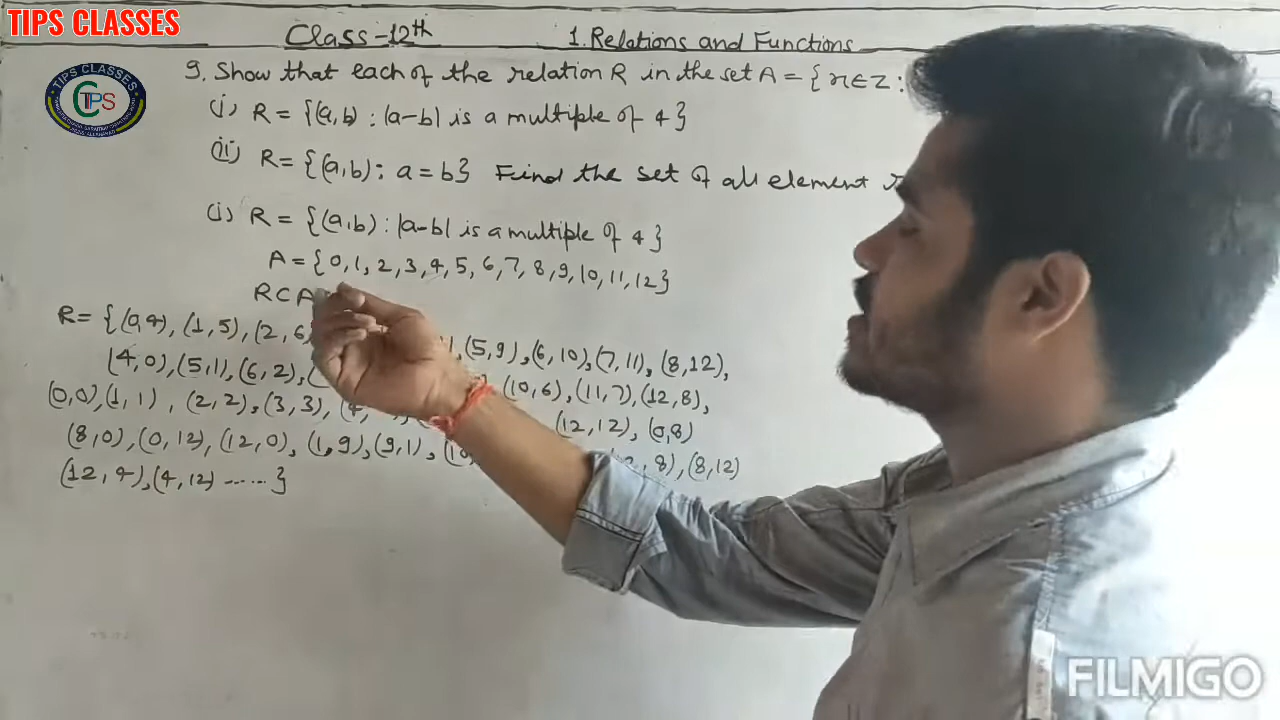 TIPS CLASSES
Class-12th 1. Relations and Functions
TIPS CLASSES
TIPS
9. Show that each of the relation R in the set A = {x∈Z :
(i) R = {(a,b) : |a-b| is a multiple of 4}
(ii) R = {(a,b) : a = b} Find the set of all element
(i) R = {(a,b) : |a-b| is a multiple of 4}
A = {0, 1, 2, 3, 4, 5, 6, 7, 8, 9, 10, 11, 12}
R⊂A
R = {(0,4), (1,5), (2,6 ,(5,9), (6,10), (7,11), (8,12),
(4,0), (5,1), (6,2), (10,6), (11,7), (12,8),
(0,0), (1,1), (2,2), (3,3), (4, (12,12), (0,8)
(8,0), (0,12), (12,0), (1,9), (9,1), (10, 8), (8,12)
(12,4), (4,12) ......}
FILMIGO